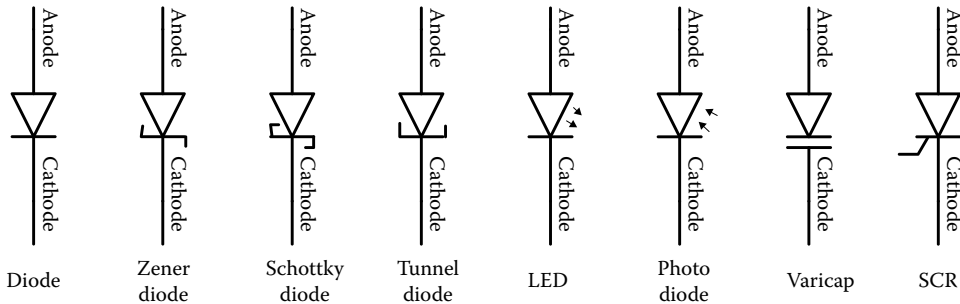 Anode
Anode
Anode
Anode
Anode
Anode
Anode
Anode
Cathode
Cathode
Cathode
Cathode
Cathode
Cathode
Cathode
Cathode
Diode
Zener
diode
Schottky
diode
Tunnel
diode
LED
Photo
diode
Varicap
SCR